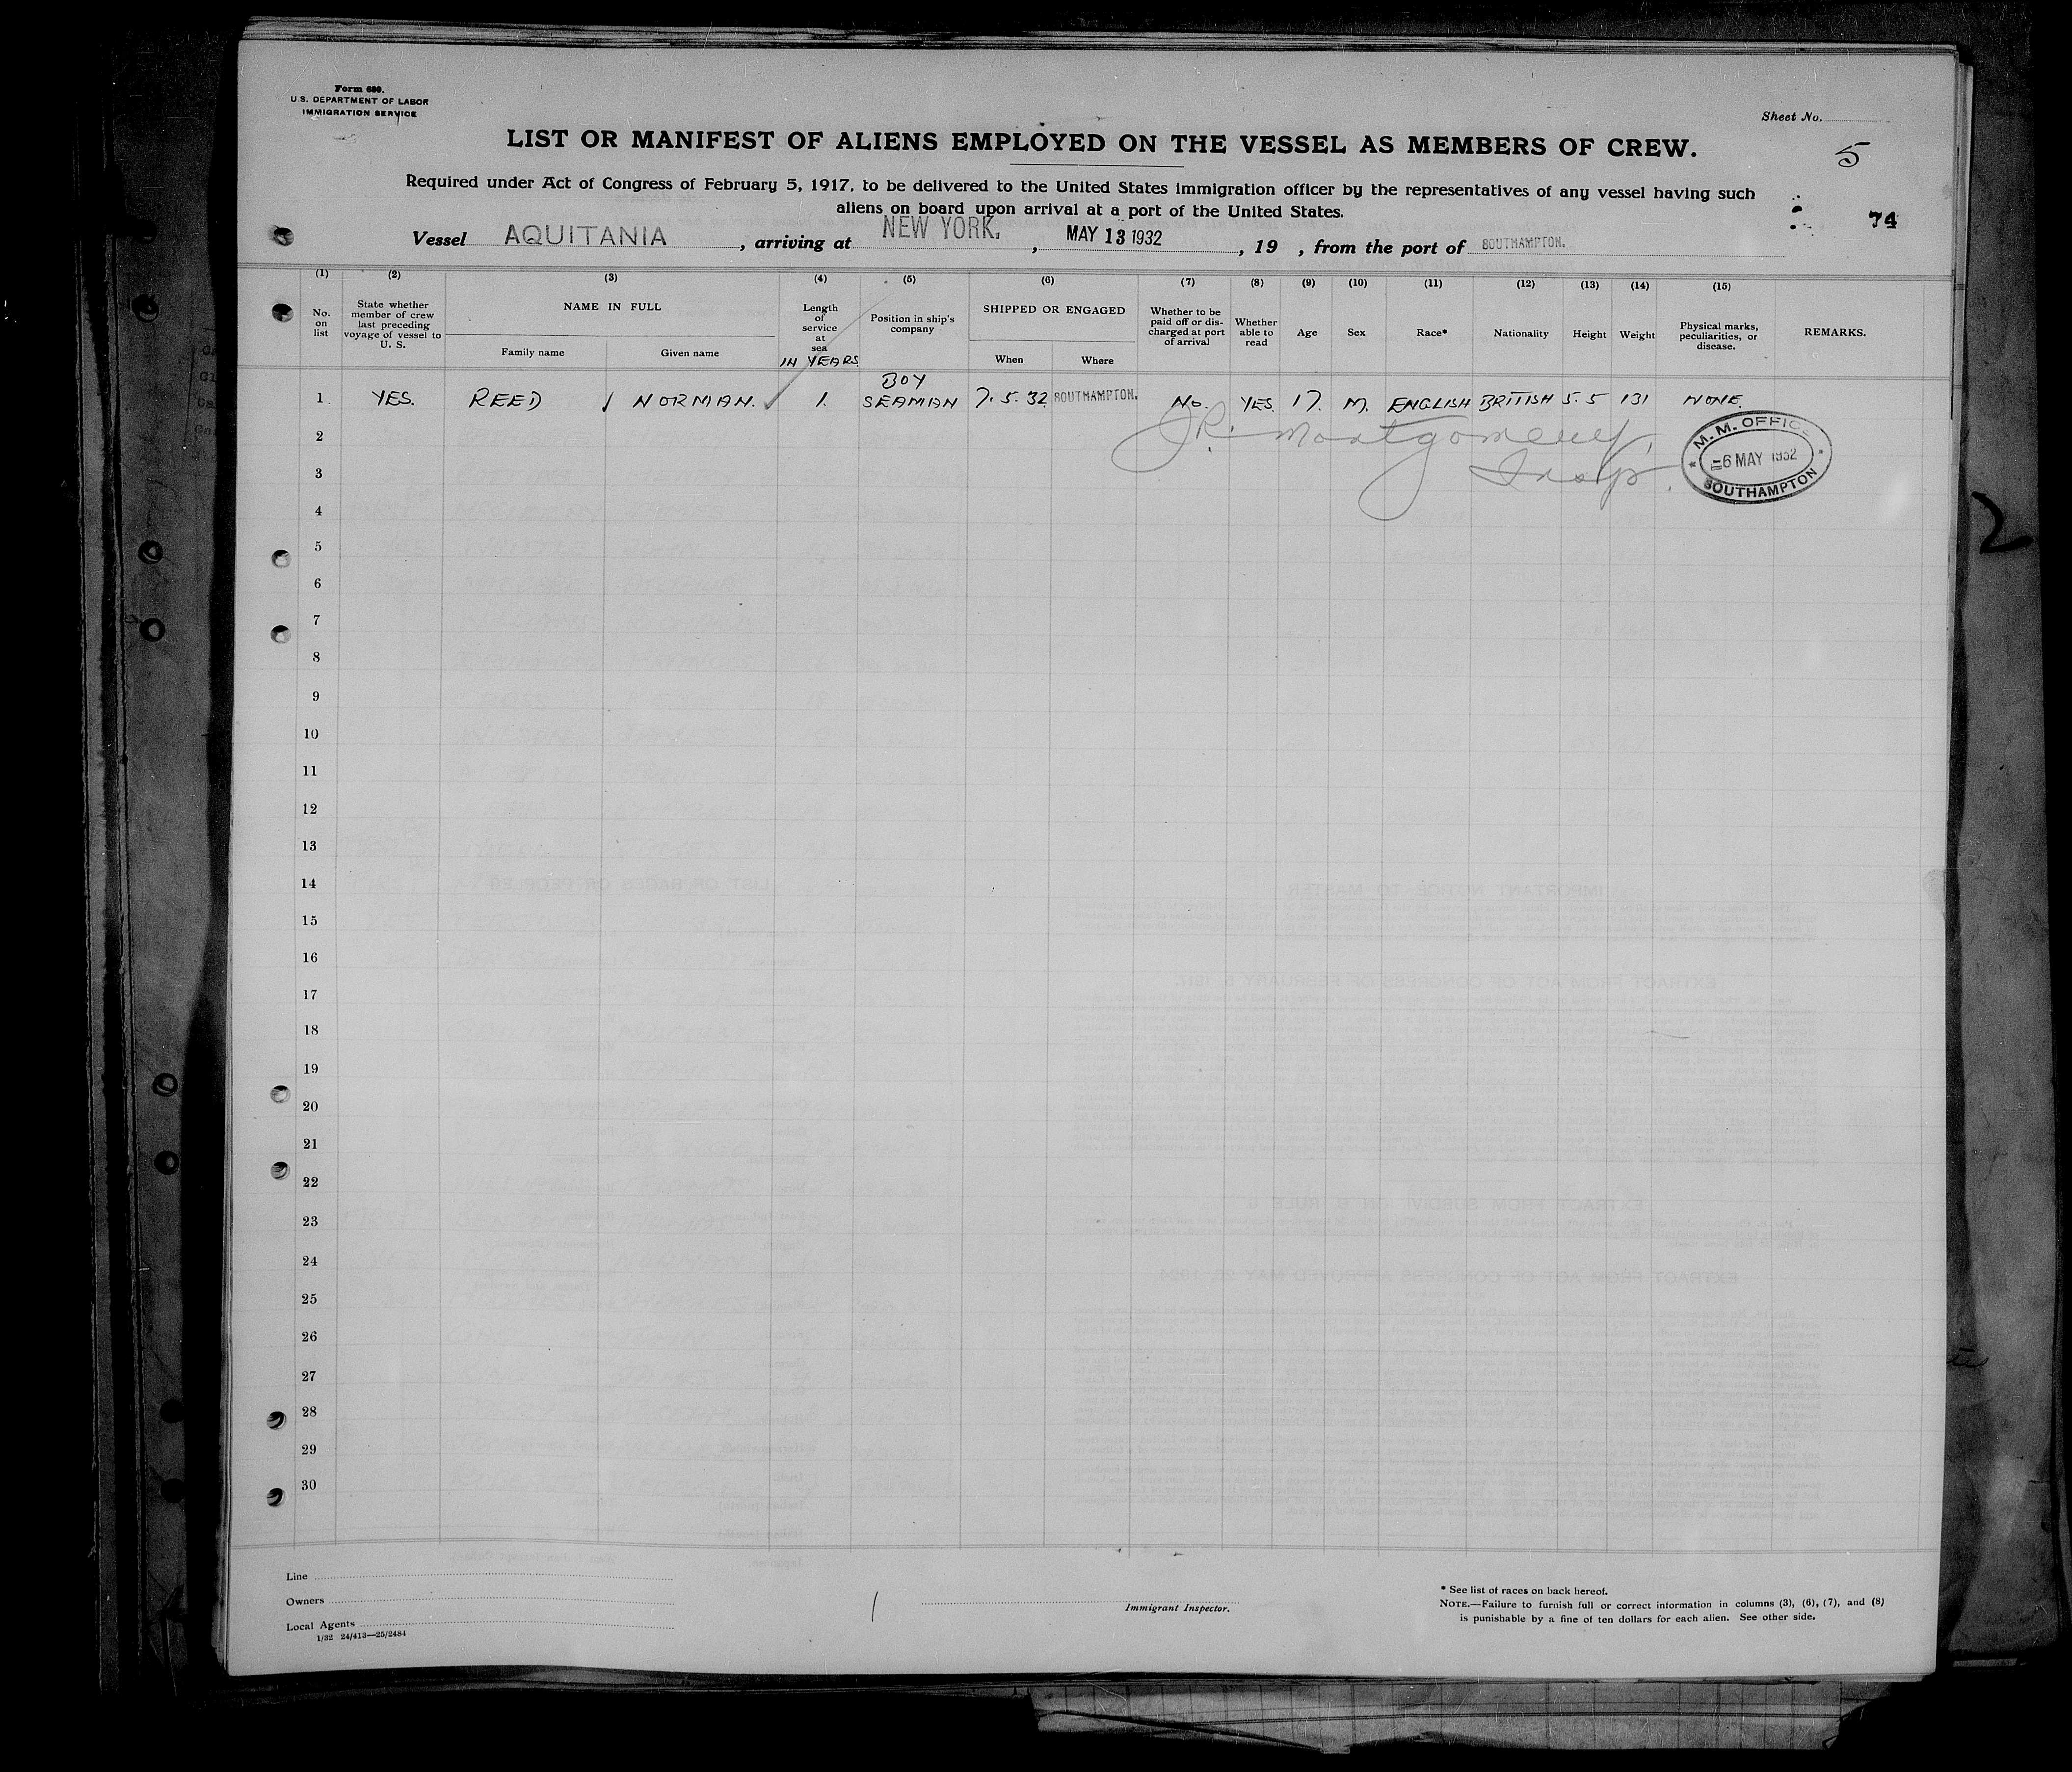 Form 680.
U.S. DEPARTMENT OF LABOR
IMMIGRATION SERVICE
Sheet No.
5
LIST OR MANIFEST OF ALIENS EMPLOYED ON THE VESSEL AS MEMBERS OF CREW.
Required under Act of Congress of February 5, 1917, to be delivered to the United States immigration officer by the representatives of any vessel having such
aliens on board upon arrival at a port of the United States.
74
Vessel AQUITANIA, arriving at NEW YORK., MAY 13 1932, 19 , from the port of SOUTHAMPTON.
(1) (2) (3) (4) (5) (6) (7) (8) (9) (10) (11) (12) (13) (14) (15)
No. on list
State whether member of crew last preceding voyage of vessel to U. S.
NAME IN FULL
Family name
Given name
Length of service at sea
IN YEARS
Position in ship's company
SHIPPED OR ENGAGED
When
Where
Whether to be paid off or discharged at port of arrival
Whether able to read
Age
Sex
Race*
Nationality
Height
Weight
Physical marks, peculiarities, or disease.
REMARKS.
1 YES. REED NORMAN. 1. BOY SEAMAN 7.5.32 SOUTHAMPTON. No. YES. 17. M. ENGLISH BRITISH 5.5 131 NONE.
J.R. Montgomery,
Insp.
M. M. OFFICE
-6 MAY 1932
SOUTHAMPTON
2
2
3
4
5
6
7
8
9
10
11
12
13
14
15
16
17
18
19
20
21
22
23
24
25
26
27
28
29
30
Line
Owners
Local Agents
1/32 24/413—25/2484
Immigrant Inspector.
* See list of races on back hereof.
NOTE.—Failure to furnish full or correct information in columns (3), (6), (7), and (8)
is punishable by a fine of ten dollars for each alien. See other side.